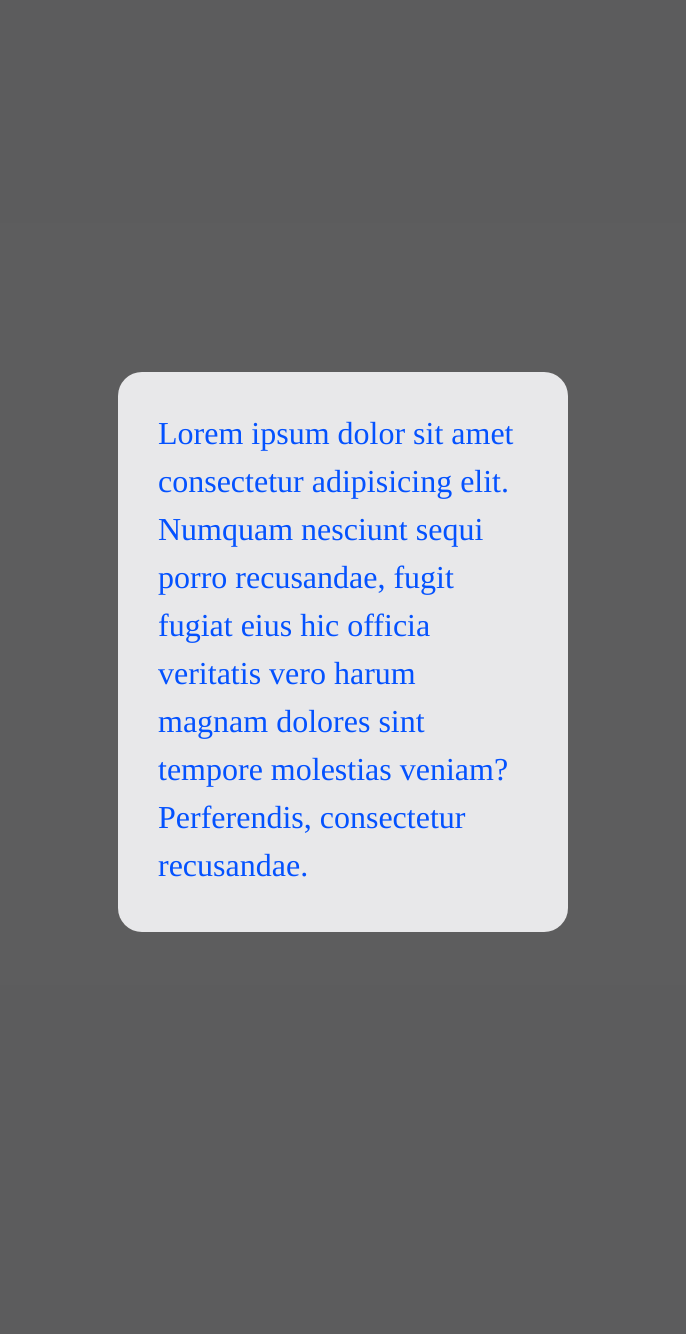 Lorem ipsum dolor sit amet
consectetur adipisicing elit.
Numquam nesciunt sequi
porro recusandae, fugit
fugiat eius hic officia
veritatis vero harum
magnam dolores sint
tempore molestias veniam?
Perferendis, consectetur
recusandae.